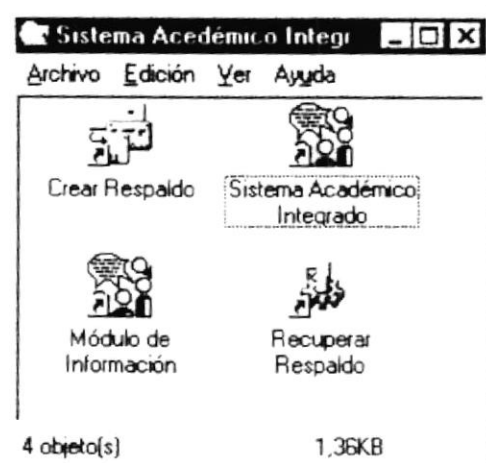 Sistema Acedémico Integr
Archivo Edición Ver Ayuda
Crear Respaldo
Sistema Académico
Integrado
Módulo de
Información
Recuperar
Respaldo
4 objeto(s) 1,36KB